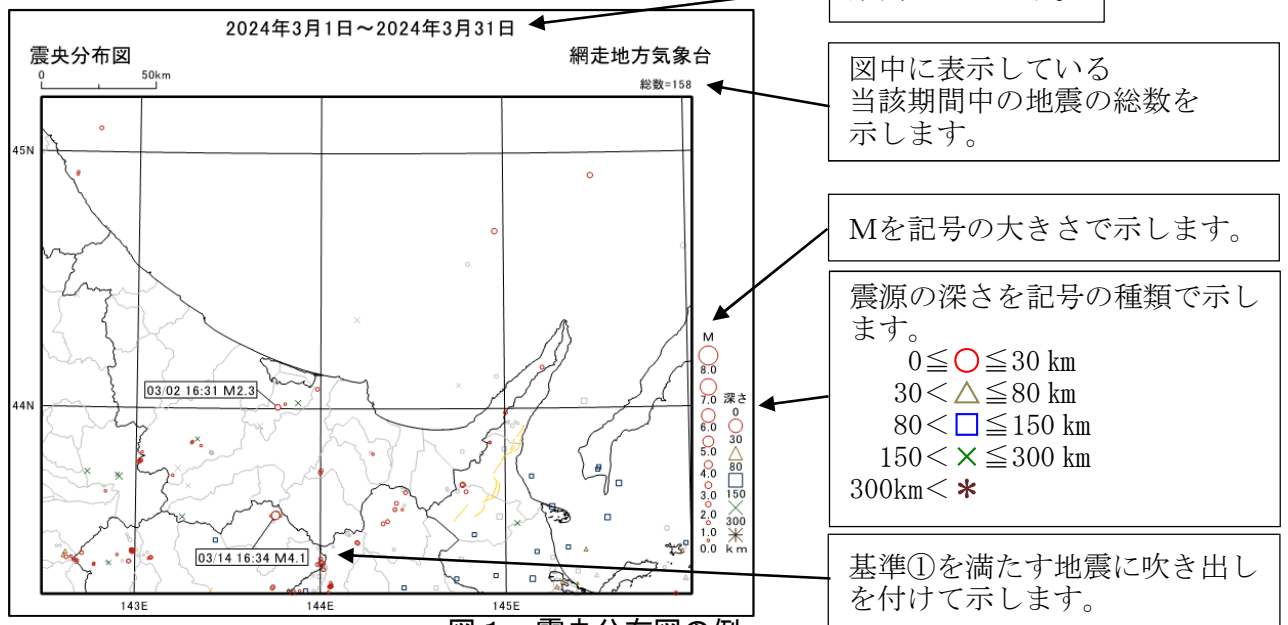 2024年3月1日～2024年3月31日
震央分布図
網走地方気象台
0 50km
総数=158
45N
44N
143E
144E
145E
03/02 16:31 M2.3
03/14 16:34 M4.1
M
8.0
7.0
6.0
5.0
4.0
3.0
2.0
1.0
0.0
深さ
0
30
80
150
300
km
図中に表示している
当該期間中の地震の総数を
示します。
Mを記号の大きさで示します。
震源の深さを記号の種類で示し
ます。
0≦○≦30 km
30<△≦80 km
80<□≦150 km
150<×≦300 km
300km<＊
基準①を満たす地震に吹き出し
を付けて示します。